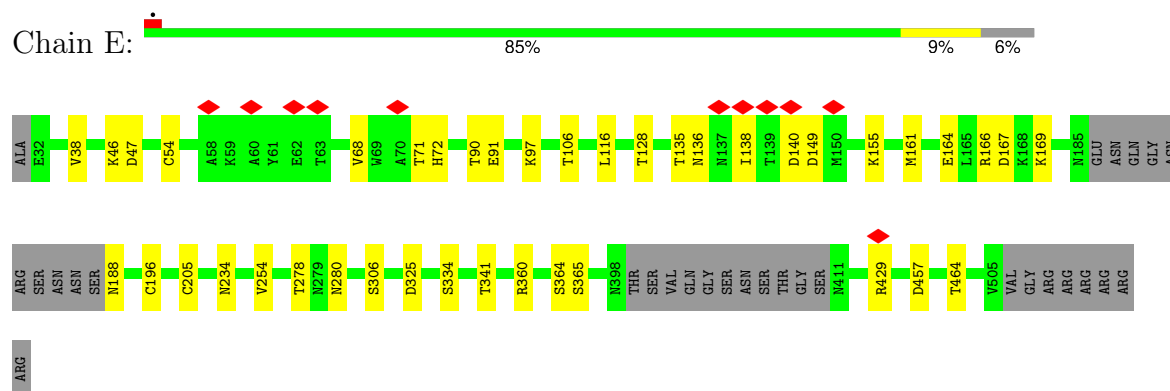 •
Chain E:
85% 9% 6%
ALA E32 V38 K46 D47 C54 A58 K59 A60 Y61 E62 T63 V68 W69 A70 T71 H72 T90 E91 K97 T106 L116 T128 T135 N136 N137 I138 T139 D140 D149 M150 K155 M161 E164 L165 R166 D167 K168 K169 N185 GLU ASN GLN GLY ASN
ARG SER ASN ASN SER N188 C196 C205 N234 V254 T278 N279 N280 S306 D325 S334 T341 R360 S364 S365 N398 THR SER VAL GLN GLY SER ASN SER THR GLY SER N411 R429 D457 T464 V505 VAL GLY ARG ARG ARG ARG ARG
ARG